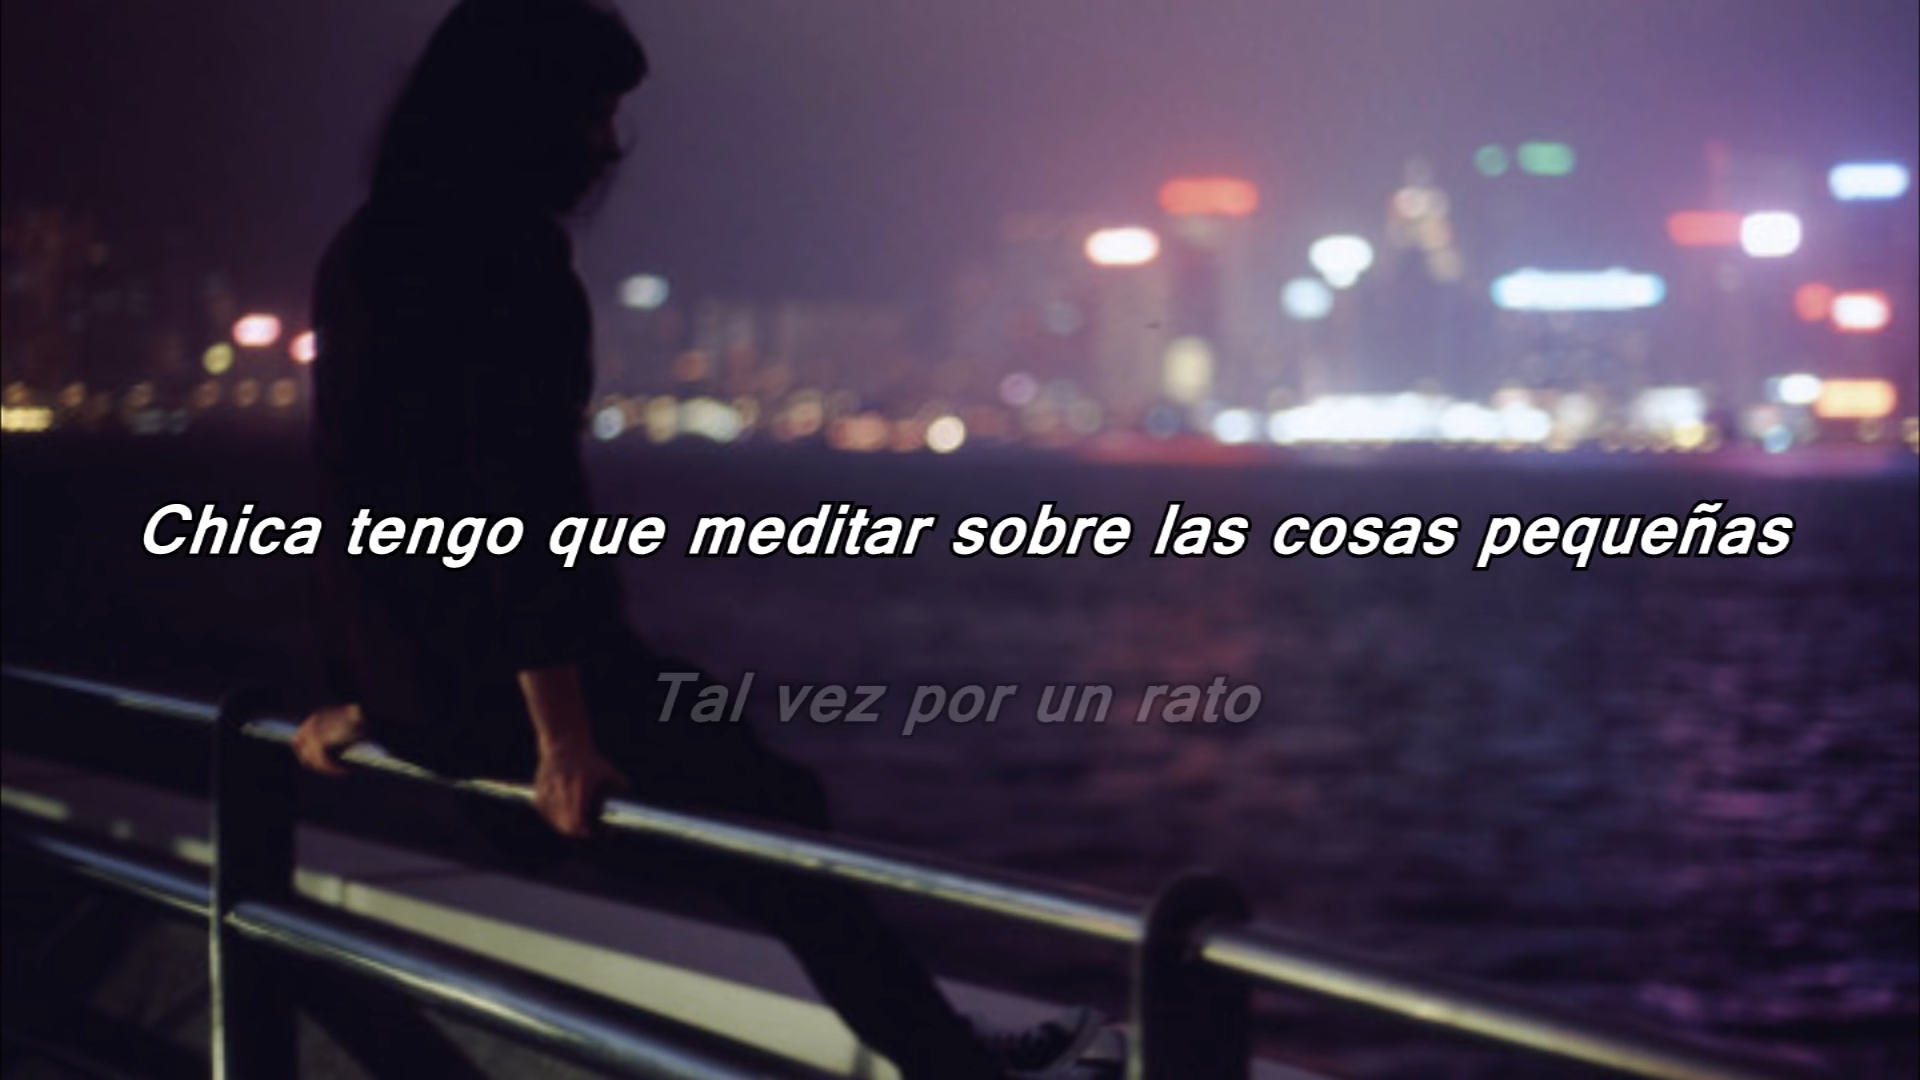 Chica tengo que meditar sobre las cosas pequeñas
Tal vez por un rato